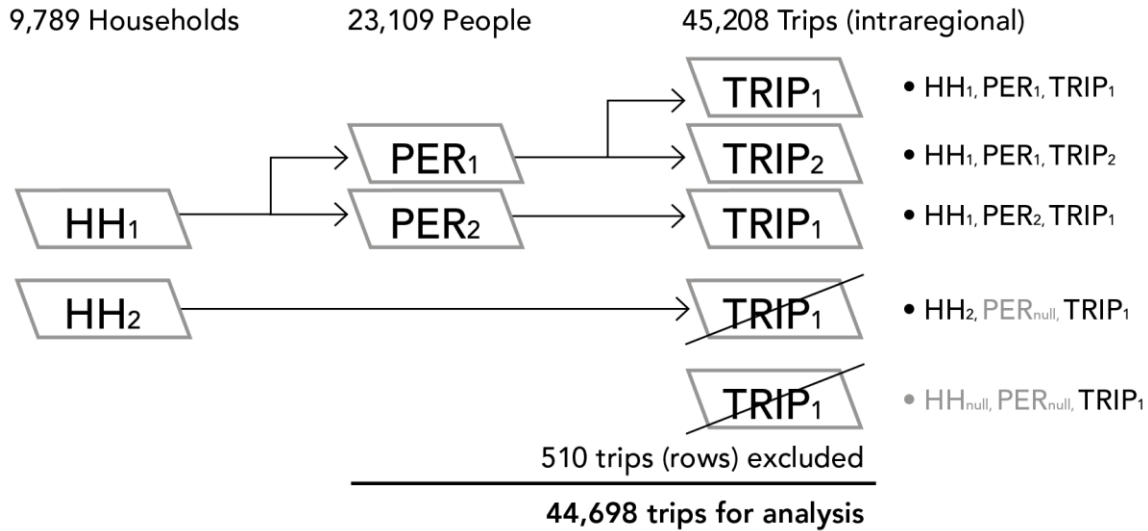 9,789 Households 23,109 People 45,208 Trips (intraregional)
TRIP₁ • HH₁, PER₁, TRIP₁
PER₁ TRIP₂ • HH₁, PER₁, TRIP₂
HH₁ PER₂ TRIP₁ • HH₁, PER₂, TRIP₁
HH₂ TRIP₁ • HH₂, PERnull, TRIP₁
TRIP₁ • HHnull, PERnull, TRIP₁
510 trips (rows) excluded
44,698 trips for analysis